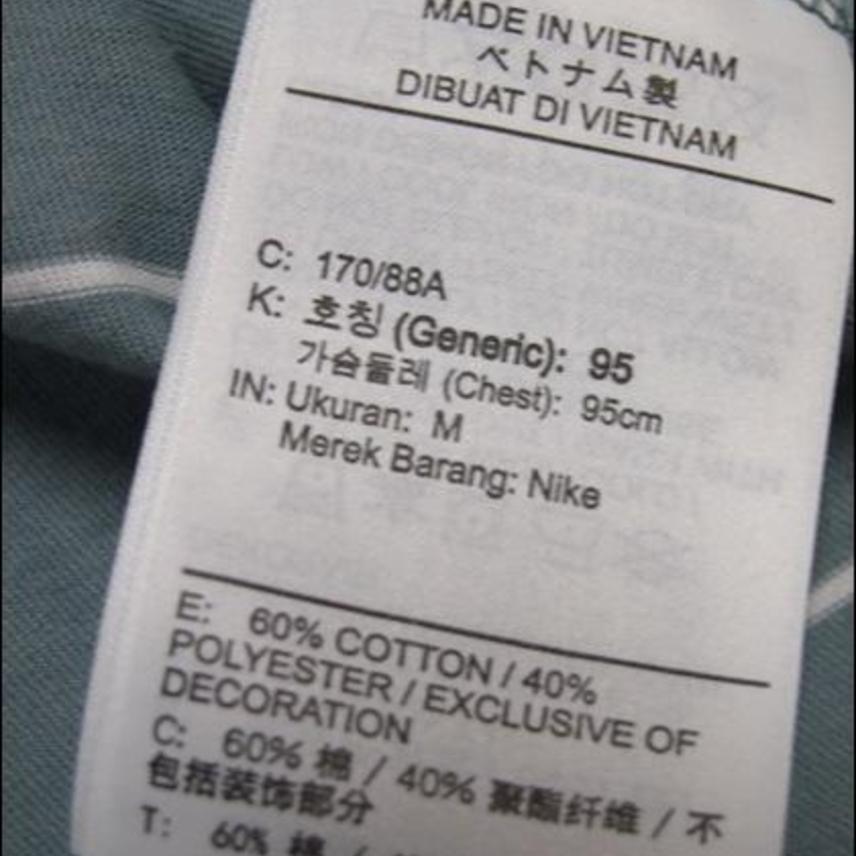 MADE IN VIETNAM
ベトナム製
DIBUAT DI VIETNAM
C: 170/88A
K: 호칭 (Generic): 95
가슴둘레 (Chest): 95cm
IN: Ukuran: M
Merek Barang: Nike
E: 60% COTTON / 40%
POLYESTER / EXCLUSIVE OF
DECORATION
C: 60% 棉 / 40% 聚酯纤维 / 不
包括装饰部分
T: 60% 棉 /